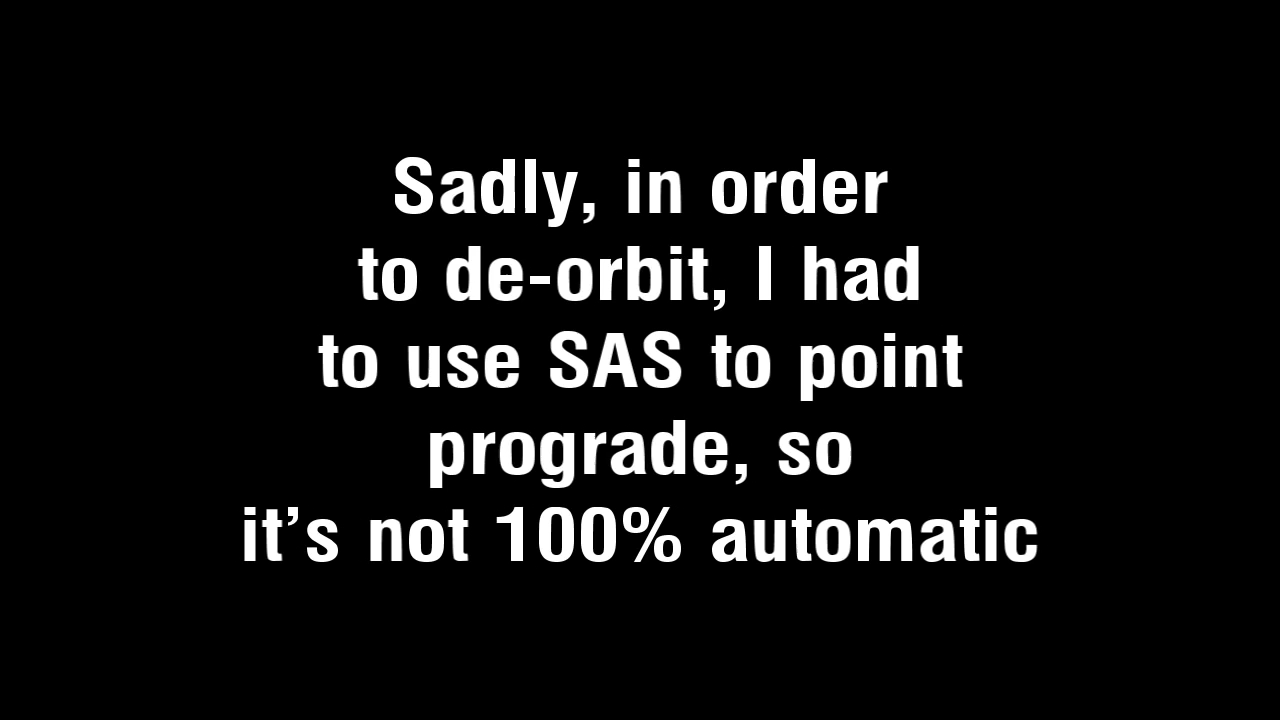 Sadly, in order
to de-orbit, I had
to use SAS to point
prograde, so
it’s not 100% automatic